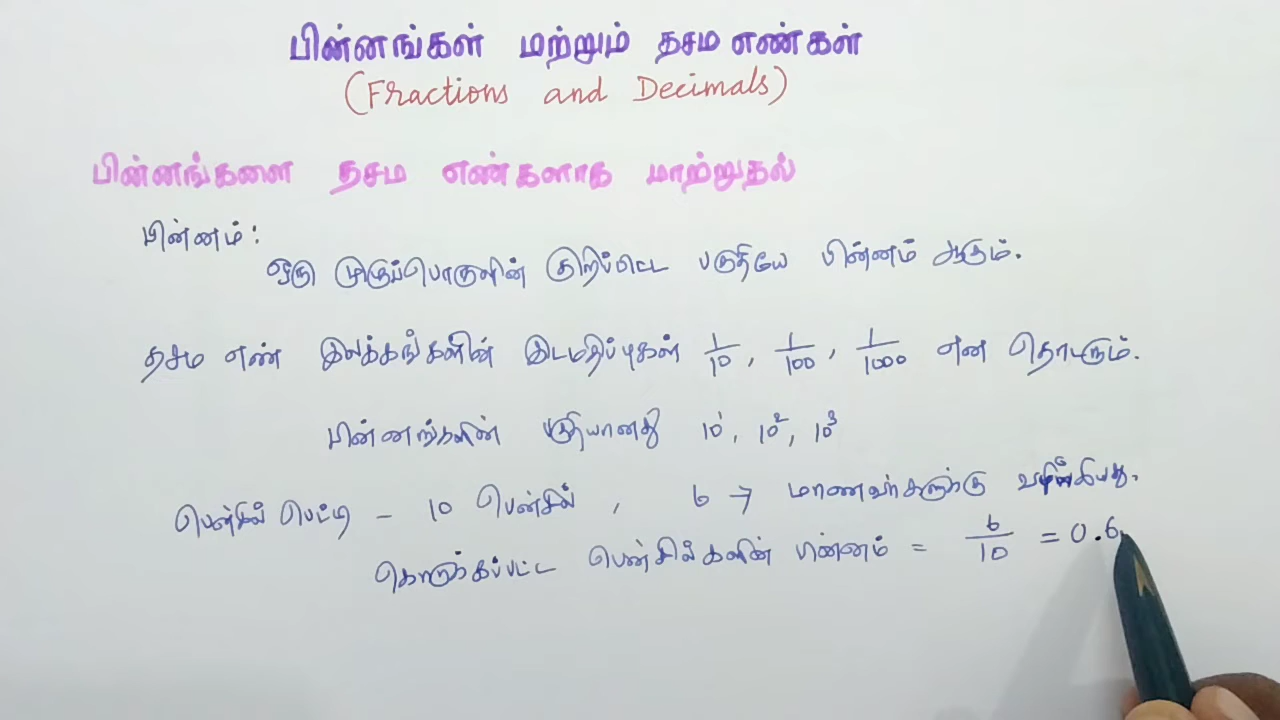 பின்னங்கள் மற்றும் தசம எண்கள்
(Fractions and Decimals)
பின்னங்களை தசம எண்களாக மாற்றுதல்
பின்னம் :
ஒரு முழுப்பொருளின் குறிப்பிட்ட பகுதியே பின்னம் ஆகும்.
தசம எண் இலக்கங்களின் இடமதிப்புகள் 1/10, 1/100, 1/1000 என தொடரும்.
பின்னங்களின் பகுதியானது 10¹, 10², 10³
பென்சில் பெட்டி - 10 பென்சில் , 6 → மாணவர்களுக்கு வழங்கியது.
கொடுக்கப்பட்ட பென்சில்களின் பின்னம் = 6/10 = 0.6